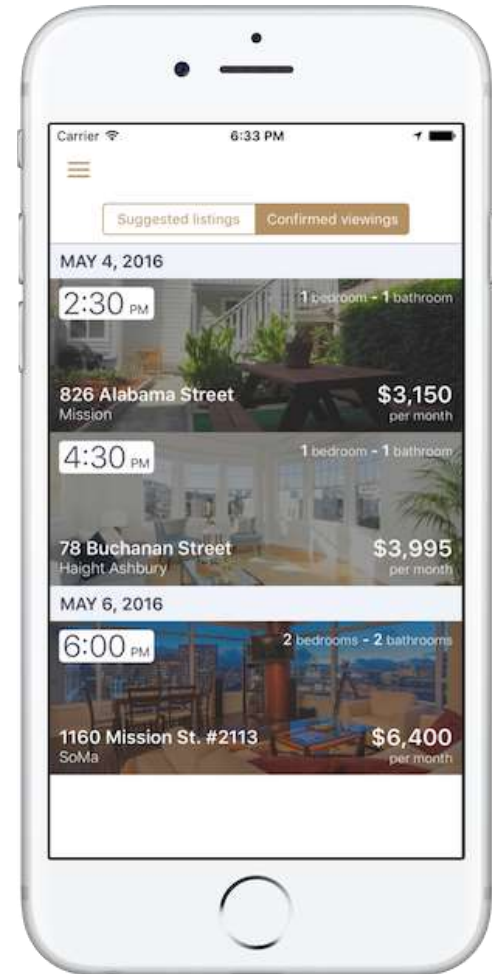 Carrier 6:33 PM
Suggested listings Confirmed viewings
MAY 4, 2016
2:30 PM 1 bedroom - 1 bathroom
826 Alabama Street $3,150
Mission per month
4:30 PM 1 bedroom - 1 bathroom
78 Buchanan Street $3,995
Haight Ashbury per month
MAY 6, 2016
6:00 PM 2 bedrooms - 2 bathrooms
1160 Mission St. #2113 $6,400
SoMa per month